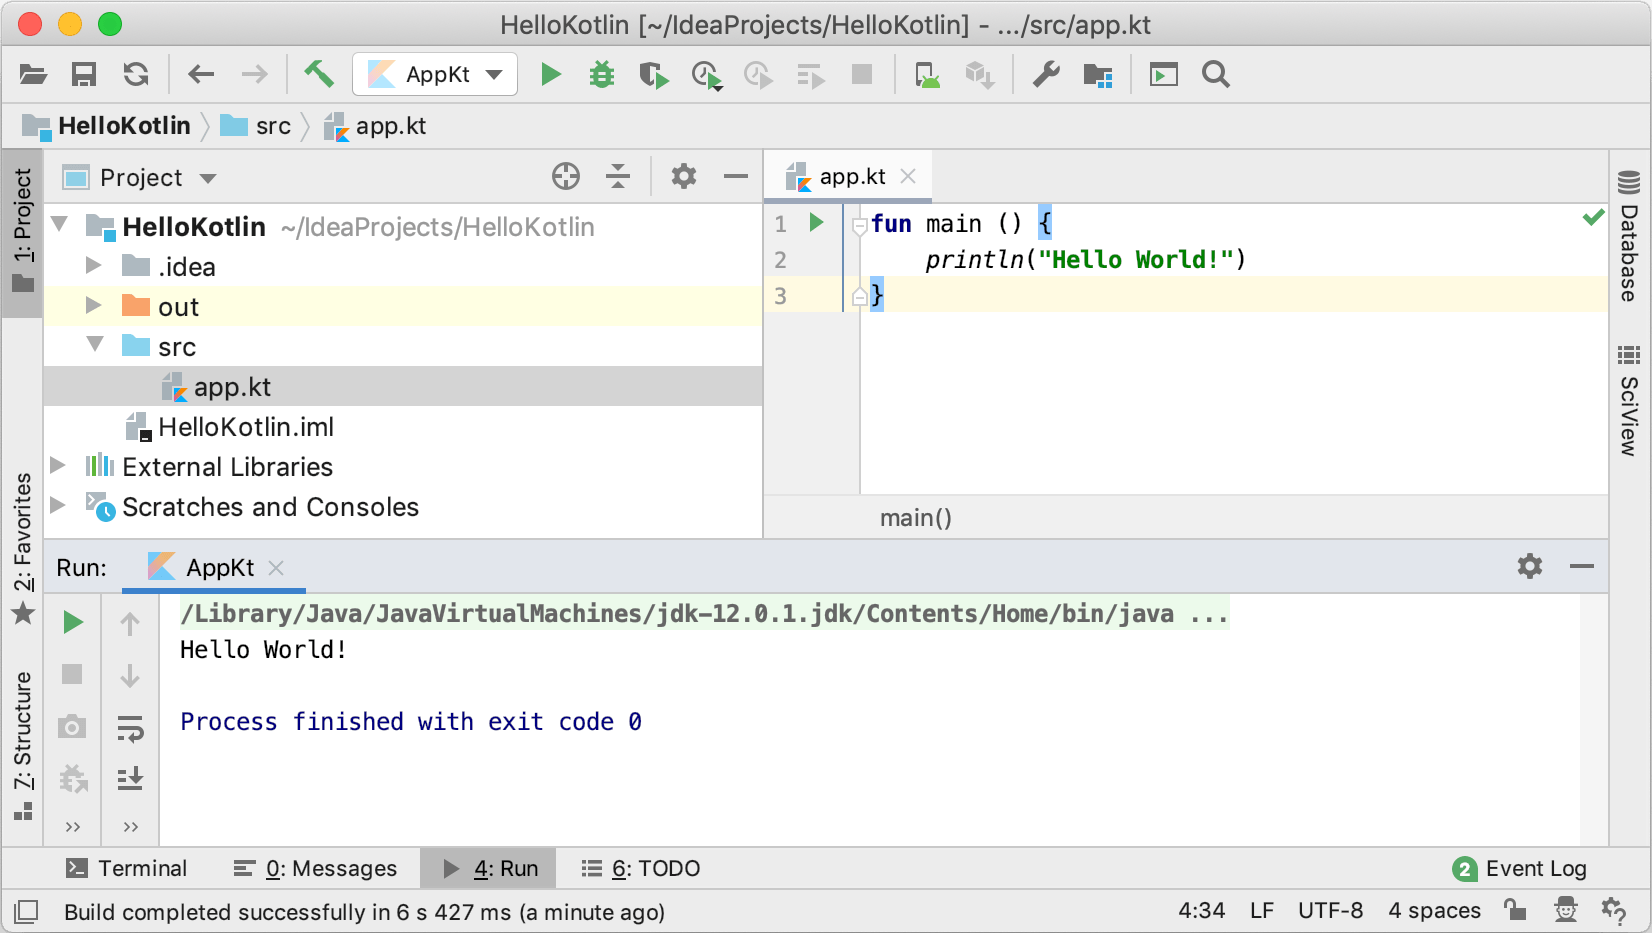 HelloKotlin [~/IdeaProjects/HelloKotlin] - .../src/app.kt
AppKt
HelloKotlin src app.kt
1: Project
2: Favorites
7: Structure
Project
HelloKotlin ~/IdeaProjects/HelloKotlin
.idea
out
src
app.kt
HelloKotlin.iml
External Libraries
Scratches and Consoles
app.kt
1 fun main () {
2 println("Hello World!")
3 }
main()
Database
SciView
Run: AppKt
/Library/Java/JavaVirtualMachines/jdk-12.0.1.jdk/Contents/Home/bin/java ...
Hello World!
Process finished with exit code 0
Terminal 0: Messages 4: Run 6: TODO 2 Event Log
Build completed successfully in 6 s 427 ms (a minute ago) 4:34 LF UTF-8 4 spaces